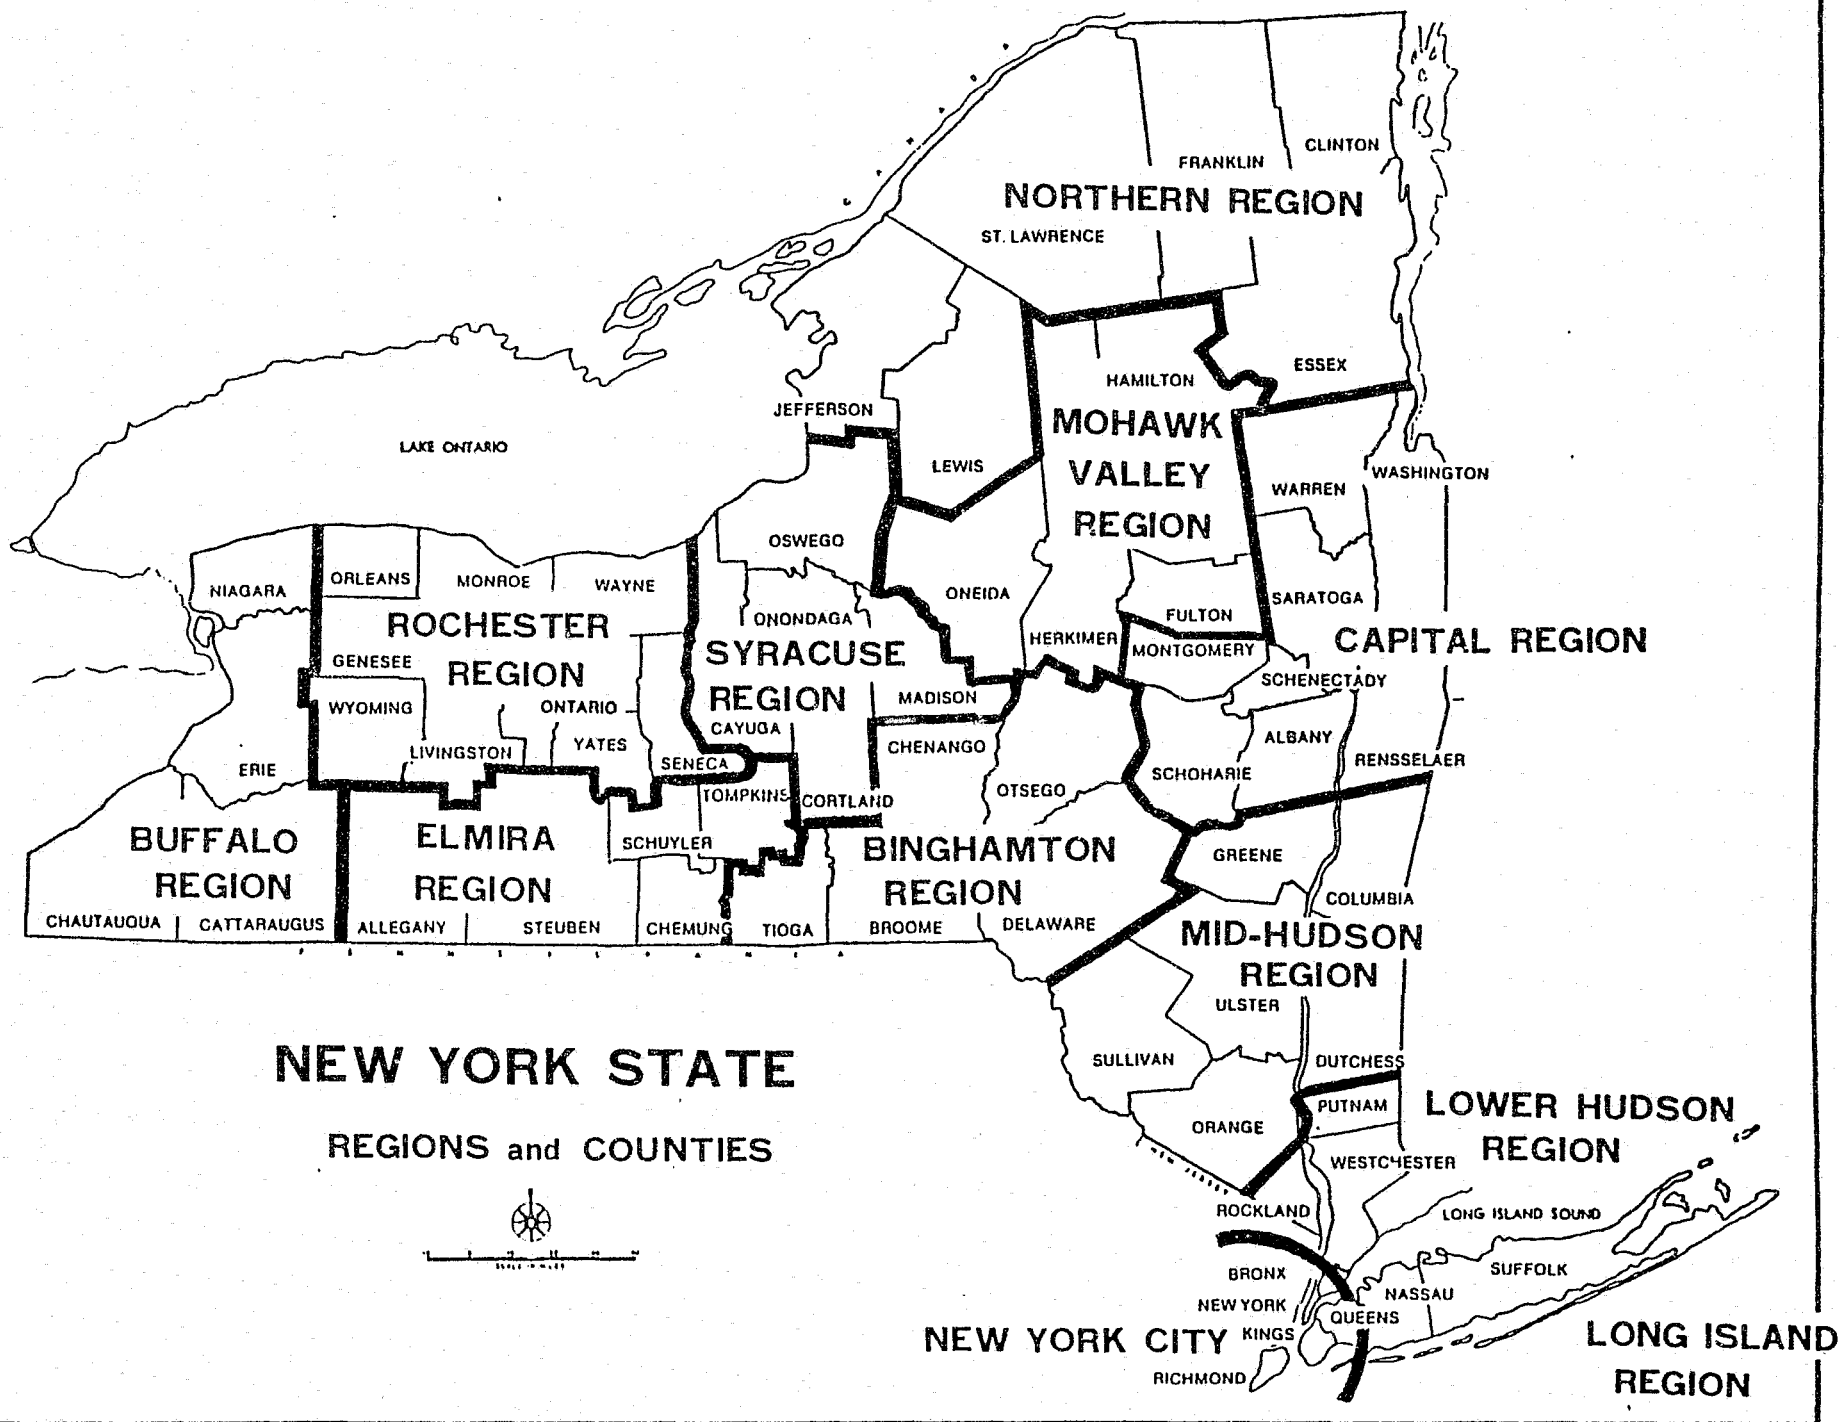 CLINTON
FRANKLIN
NORTHERN REGION
ST. LAWRENCE
ESSEX
HAMILTON
JEFFERSON
MOHAWK
VALLEY
REGION
LAKE ONTARIO
LEWIS
WASHINGTON
WARREN
OSWEGO
NIAGARA
ORLEANS
MONROE
WAYNE
ONEIDA
SARATOGA
ROCHESTER
REGION
ONONDAGA
FULTON
HERKIMER
MONTGOMERY
CAPITAL REGION
SYRACUSE
REGION
GENESEE
SCHENECTADY
WYOMING
ONTARIO
MADISON
CAYUGA
CHENANGO
ALBANY
LIVINGSTON
YATES
SENECA
ERIE
RENSSELAER
SCHOHARIE
OTSEGO
TOMPKINS
CORTLAND
BUFFALO
REGION
ELMIRA
REGION
SCHUYLER
BINGHAMTON
REGION
GREENE
COLUMBIA
CHAUTAUQUA
CATTARAUGUS
ALLEGANY
STEUBEN
CHEMUNG
TIOGA
BROOME
DELAWARE
MID-HUDSON
REGION
ULSTER
NEW YORK STATE
SULLIVAN
DUTCHESS
PUTNAM
LOWER HUDSON
REGION
ORANGE
REGIONS and COUNTIES
WESTCHESTER
ROCKLAND
LONG ISLAND SOUND
SUFFOLK
BRONX
NASSAU
NEW YORK
QUEENS
NEW YORK CITY
KINGS
LONG ISLAND
REGION
RICHMOND